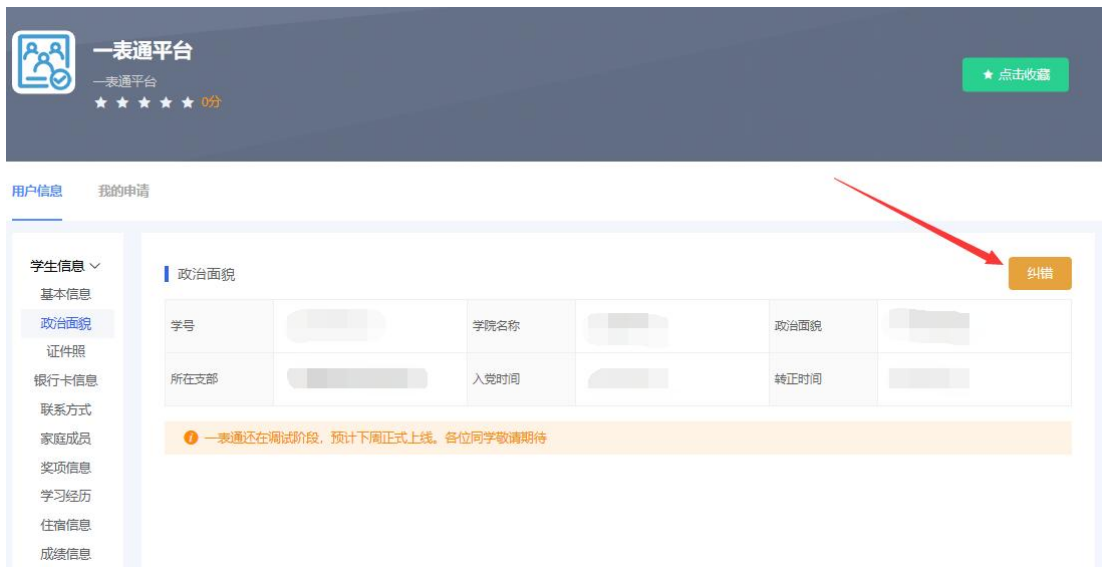 一表通平台
一表通平台
0分
点击收藏
用户信息 我的申请
学生信息
基本信息
政治面貌
证件照
银行卡信息
联系方式
家庭成员
奖项信息
学习经历
住宿信息
成绩信息
政治面貌
纠错
学号 学院名称 政治面貌
所在支部 入党时间 转正时间
一表通还在调试阶段，预计下周正式上线。各位同学敬请期待